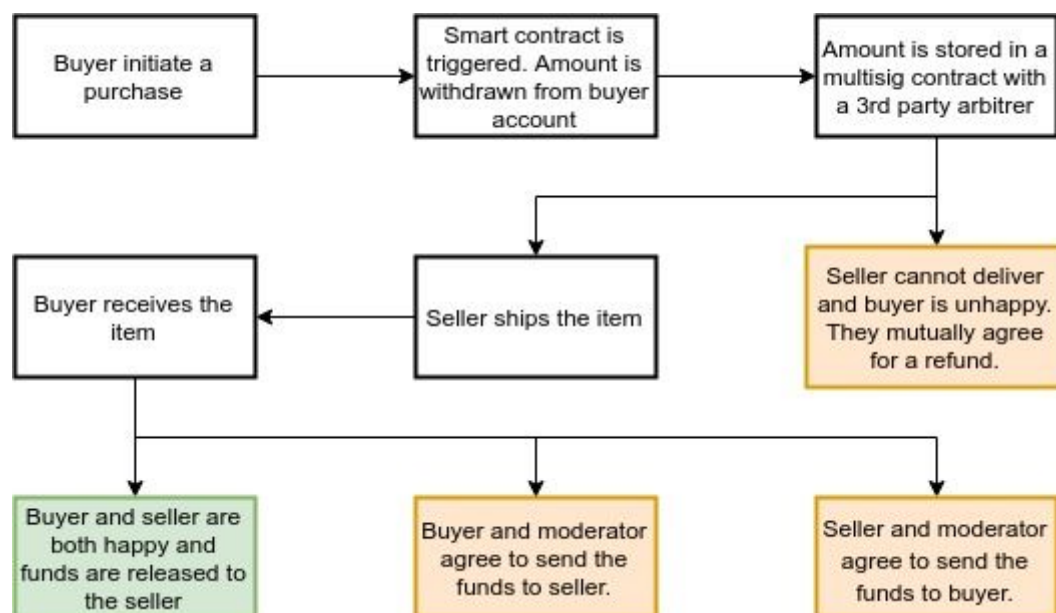 Buyer initiate a
purchase
Smart contract is
triggered. Amount is
withdrawn from buyer
account
Amount is stored in a
multisig contract with
a 3rd party arbitrer
Seller cannot deliver
and buyer is unhappy.
They mutually agree
for a refund.
Seller ships the item
Buyer receives the
item
Buyer and seller are
both happy and
funds are released to
the seller
Buyer and moderator
agree to send the
funds to seller.
Seller and moderator
agree to send the
funds to buyer.